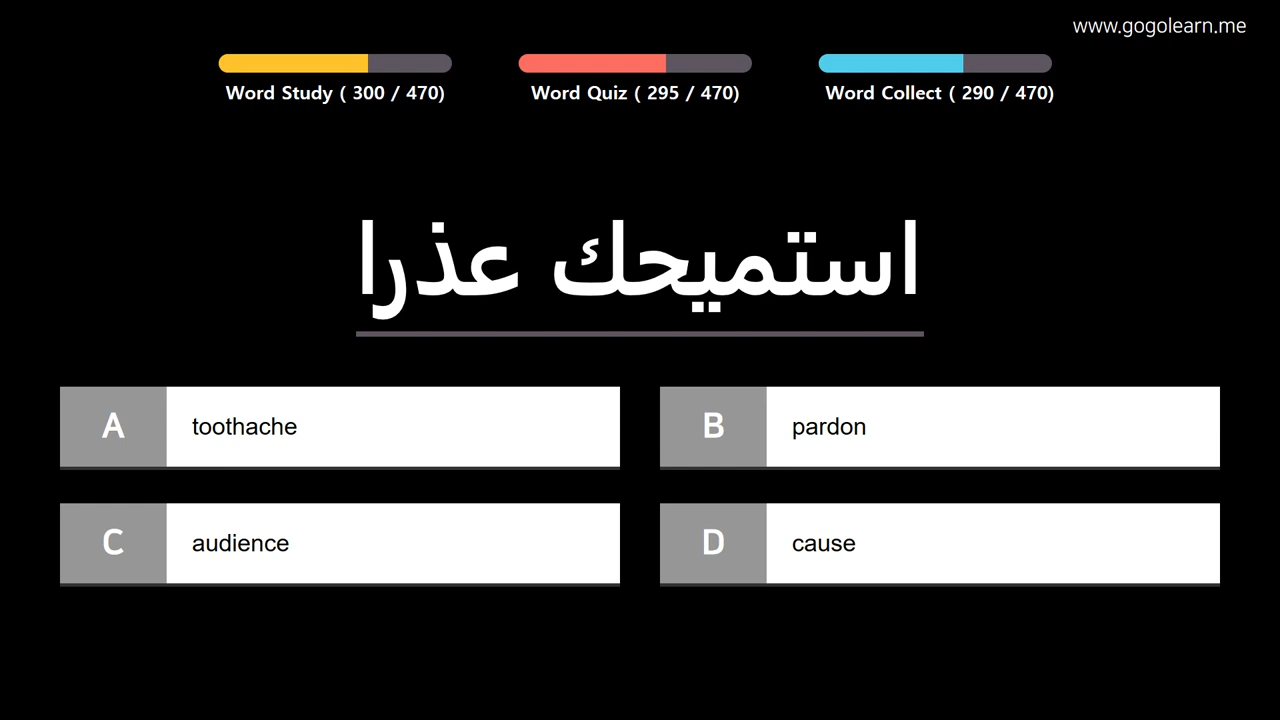 www.gogolearn.me
Word Study ( 300 / 470)
Word Quiz ( 295 / 470)
Word Collect ( 290 / 470)
استميحك عذرا
A toothache
B pardon
C audience
D cause